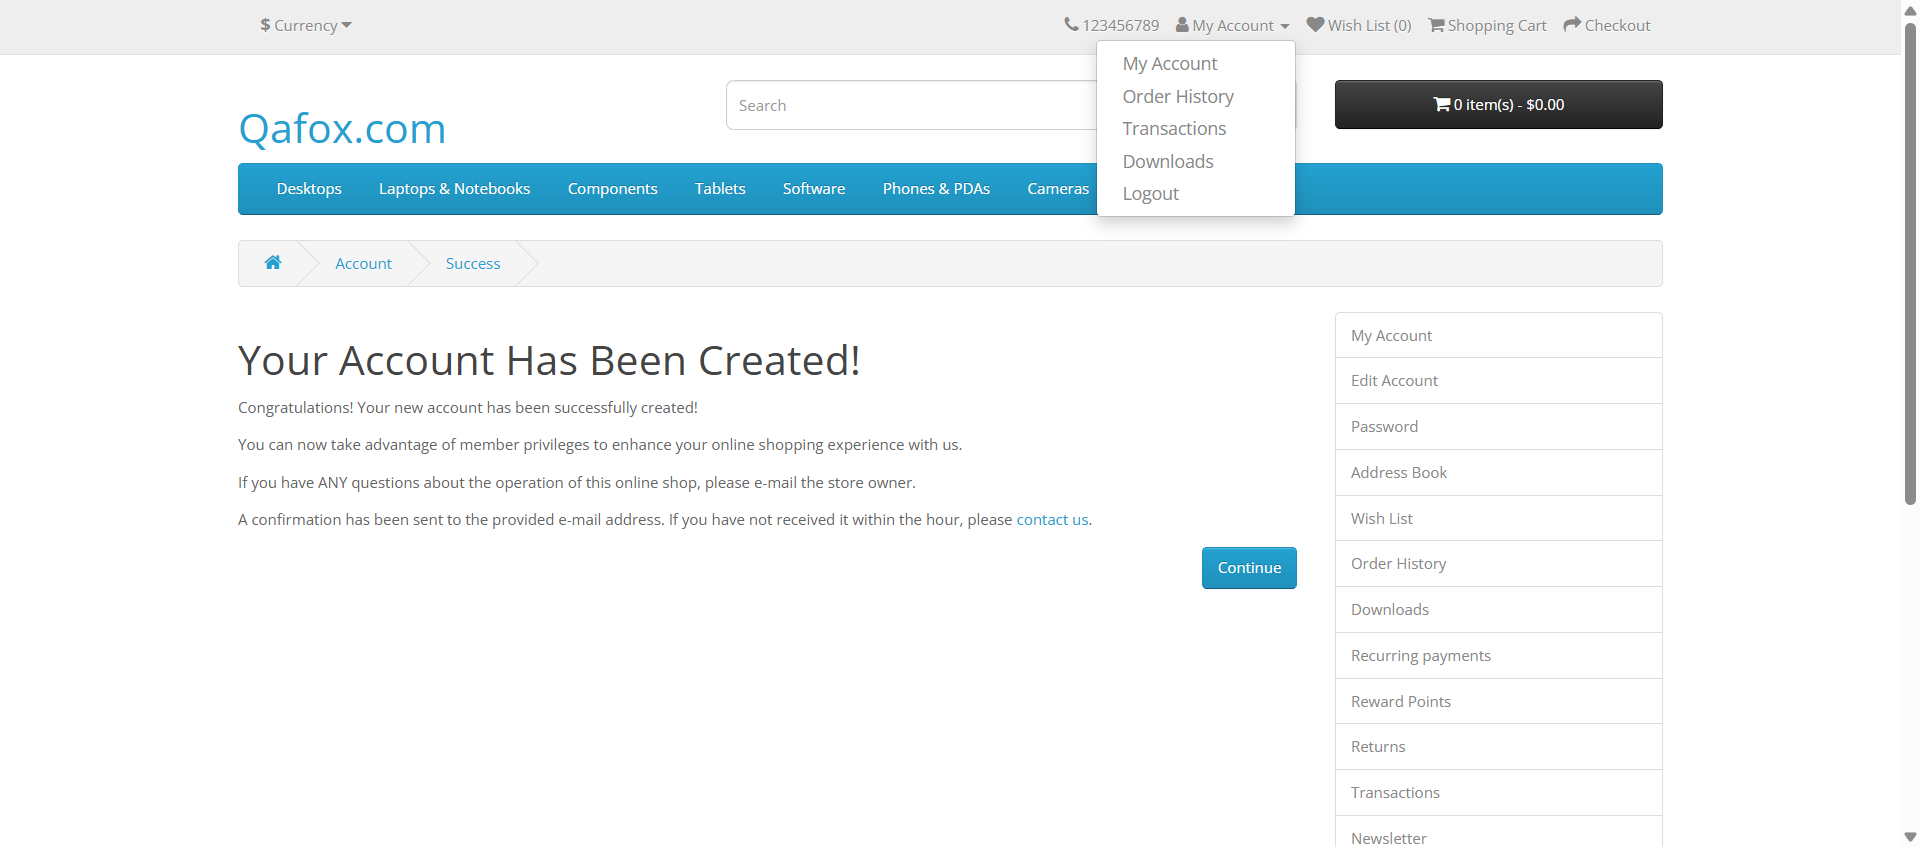 $ Currency
123456789 My Account Wish List (0) Shopping Cart Checkout
My Account
Order History
Transactions
Downloads
Logout
Qafox.com
Search
0 item(s) - $0.00
Desktops Laptops & Notebooks Components Tablets Software Phones & PDAs Cameras
Account Success
Your Account Has Been Created!
Congratulations! Your new account has been successfully created!
You can now take advantage of member privileges to enhance your online shopping experience with us.
If you have ANY questions about the operation of this online shop, please e-mail the store owner.
A confirmation has been sent to the provided e-mail address. If you have not received it within the hour, please contact us.
Continue
My Account
Edit Account
Password
Address Book
Wish List
Order History
Downloads
Recurring payments
Reward Points
Returns
Transactions
Newsletter